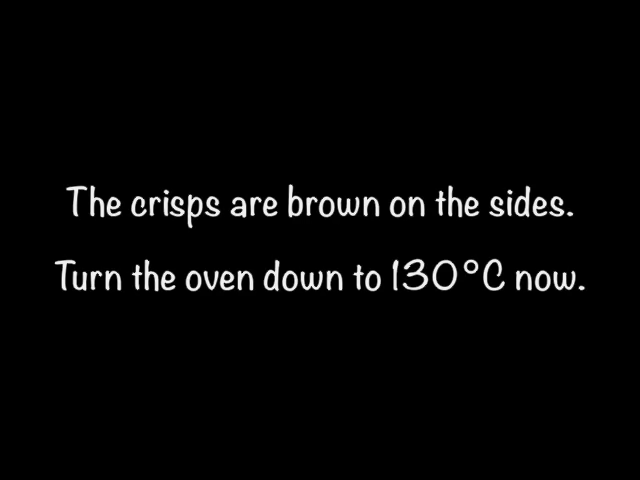 The crisps are brown on the sides.
Turn the oven down to 130°C now.